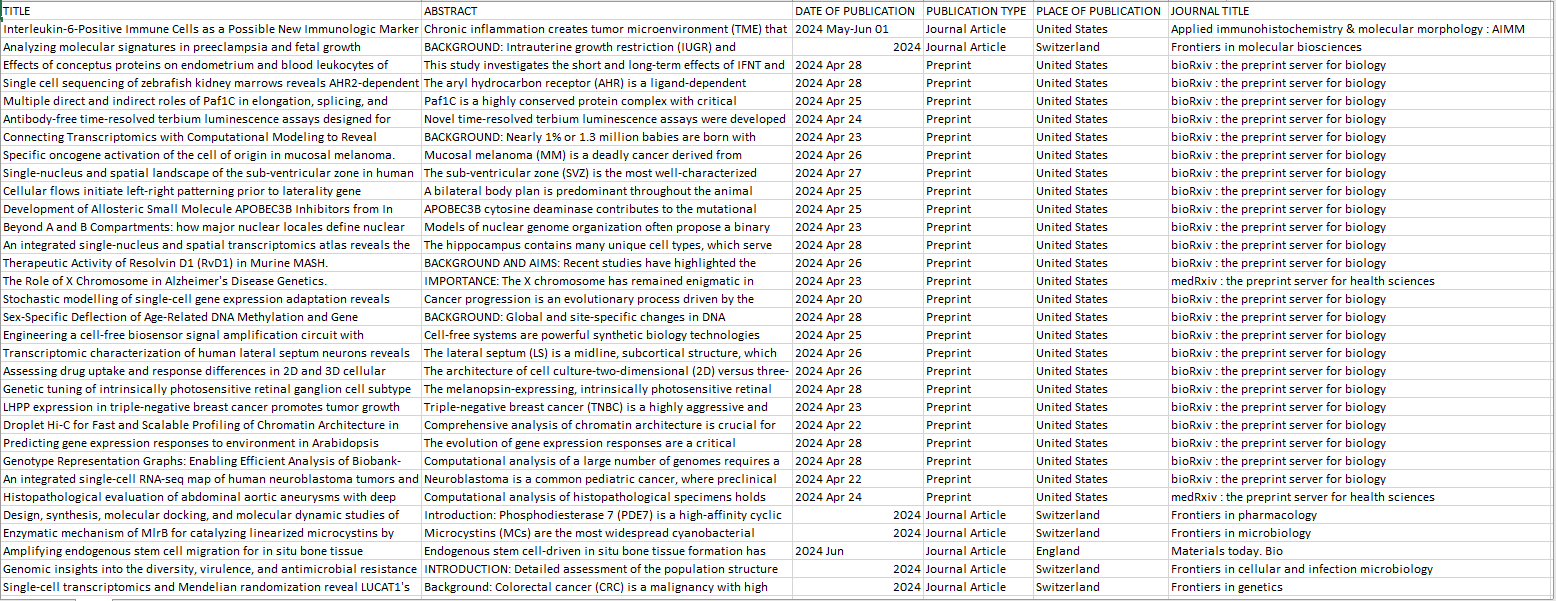 TITLE ABSTRACT DATE OF PUBLICATION PUBLICATION TYPE PLACE OF PUBLICATION JOURNAL TITLE
Interleukin-6-Positive Immune Cells as a Possible New Immunologic Marker Chronic inflammation creates tumor microenvironment (TME) that 2024 May-Jun 01 Journal Article United States Applied immunohistochemistry & molecular morphology : AIMM
Analyzing molecular signatures in preeclampsia and fetal growth BACKGROUND: Intrauterine growth restriction (IUGR) and 2024 Journal Article Switzerland Frontiers in molecular biosciences
Effects of conceptus proteins on endometrium and blood leukocytes of This study investigates the short and long-term effects of IFNT and 2024 Apr 28 Preprint United States bioRxiv : the preprint server for biology
Single cell sequencing of zebrafish kidney marrows reveals AHR2-dependent The aryl hydrocarbon receptor (AHR) is a ligand-dependent 2024 Apr 28 Preprint United States bioRxiv : the preprint server for biology
Multiple direct and indirect roles of Paf1C in elongation, splicing, and Paf1C is a highly conserved protein complex with critical 2024 Apr 25 Preprint United States bioRxiv : the preprint server for biology
Antibody-free time-resolved terbium luminescence assays designed for Novel time-resolved terbium luminescence assays were developed 2024 Apr 24 Preprint United States bioRxiv : the preprint server for biology
Connecting Transcriptomics with Computational Modeling to Reveal BACKGROUND: Nearly 1% or 1.3 million babies are born with 2024 Apr 23 Preprint United States bioRxiv : the preprint server for biology
Specific oncogene activation of the cell of origin in mucosal melanoma. Mucosal melanoma (MM) is a deadly cancer derived from 2024 Apr 26 Preprint United States bioRxiv : the preprint server for biology
Single-nucleus and spatial landscape of the sub-ventricular zone in human The sub-ventricular zone (SVZ) is the most well-characterized 2024 Apr 27 Preprint United States bioRxiv : the preprint server for biology
Cellular flows initiate left-right patterning prior to laterality gene A bilateral body plan is predominant throughout the animal 2024 Apr 25 Preprint United States bioRxiv : the preprint server for biology
Development of Allosteric Small Molecule APOBEC3B Inhibitors from In APOBEC3B cytosine deaminase contributes to the mutational 2024 Apr 25 Preprint United States bioRxiv : the preprint server for biology
Beyond A and B Compartments: how major nuclear locales define nuclear Models of nuclear genome organization often propose a binary 2024 Apr 23 Preprint United States bioRxiv : the preprint server for biology
An integrated single-nucleus and spatial transcriptomics atlas reveals the The hippocampus contains many unique cell types, which serve 2024 Apr 28 Preprint United States bioRxiv : the preprint server for biology
Therapeutic Activity of Resolvin D1 (RvD1) in Murine MASH. BACKGROUND AND AIMS: Recent studies have highlighted the 2024 Apr 26 Preprint United States bioRxiv : the preprint server for biology
The Role of X Chromosome in Alzheimer's Disease Genetics. IMPORTANCE: The X chromosome has remained enigmatic in 2024 Apr 23 Preprint United States medRxiv : the preprint server for health sciences
Stochastic modelling of single-cell gene expression adaptation reveals Cancer progression is an evolutionary process driven by the 2024 Apr 20 Preprint United States bioRxiv : the preprint server for biology
Sex-Specific Deflection of Age-Related DNA Methylation and Gene BACKGROUND: Global and site-specific changes in DNA 2024 Apr 28 Preprint United States bioRxiv : the preprint server for biology
Engineering a cell-free biosensor signal amplification circuit with Cell-free systems are powerful synthetic biology technologies 2024 Apr 25 Preprint United States bioRxiv : the preprint server for biology
Transcriptomic characterization of human lateral septum neurons reveals The lateral septum (LS) is a midline, subcortical structure, which 2024 Apr 26 Preprint United States bioRxiv : the preprint server for biology
Assessing drug uptake and response differences in 2D and 3D cellular The architecture of cell culture-two-dimensional (2D) versus three- 2024 Apr 26 Preprint United States bioRxiv : the preprint server for biology
Genetic tuning of intrinsically photosensitive retinal ganglion cell subtype The melanopsin-expressing, intrinsically photosensitive retinal 2024 Apr 28 Preprint United States bioRxiv : the preprint server for biology
LHPP expression in triple-negative breast cancer promotes tumor growth Triple-negative breast cancer (TNBC) is a highly aggressive and 2024 Apr 23 Preprint United States bioRxiv : the preprint server for biology
Droplet Hi-C for Fast and Scalable Profiling of Chromatin Architecture in Comprehensive analysis of chromatin architecture is crucial for 2024 Apr 22 Preprint United States bioRxiv : the preprint server for biology
Predicting gene expression responses to environment in Arabidopsis The evolution of gene expression responses are a critical 2024 Apr 28 Preprint United States bioRxiv : the preprint server for biology
Genotype Representation Graphs: Enabling Efficient Analysis of Biobank- Computational analysis of a large number of genomes requires a 2024 Apr 28 Preprint United States bioRxiv : the preprint server for biology
An integrated single-cell RNA-seq map of human neuroblastoma tumors and Neuroblastoma is a common pediatric cancer, where preclinical 2024 Apr 22 Preprint United States bioRxiv : the preprint server for biology
Histopathological evaluation of abdominal aortic aneurysms with deep Computational analysis of histopathological specimens holds 2024 Apr 24 Preprint United States medRxiv : the preprint server for health sciences
Design, synthesis, molecular docking, and molecular dynamic studies of Introduction: Phosphodiesterase 7 (PDE7) is a high-affinity cyclic 2024 Journal Article Switzerland Frontiers in pharmacology
Enzymatic mechanism of MlrB for catalyzing linearized microcystins by Microcystins (MCs) are the most widespread cyanobacterial 2024 Journal Article Switzerland Frontiers in microbiology
Amplifying endogenous stem cell migration for in situ bone tissue Endogenous stem cell-driven in situ bone tissue formation has 2024 Jun Journal Article England Materials today. Bio
Genomic insights into the diversity, virulence, and antimicrobial resistance INTRODUCTION: Detailed assessment of the population structure 2024 Journal Article Switzerland Frontiers in cellular and infection microbiology
Single-cell transcriptomics and Mendelian randomization reveal LUCAT1's Background: Colorectal cancer (CRC) is a malignancy with high 2024 Journal Article Switzerland Frontiers in genetics